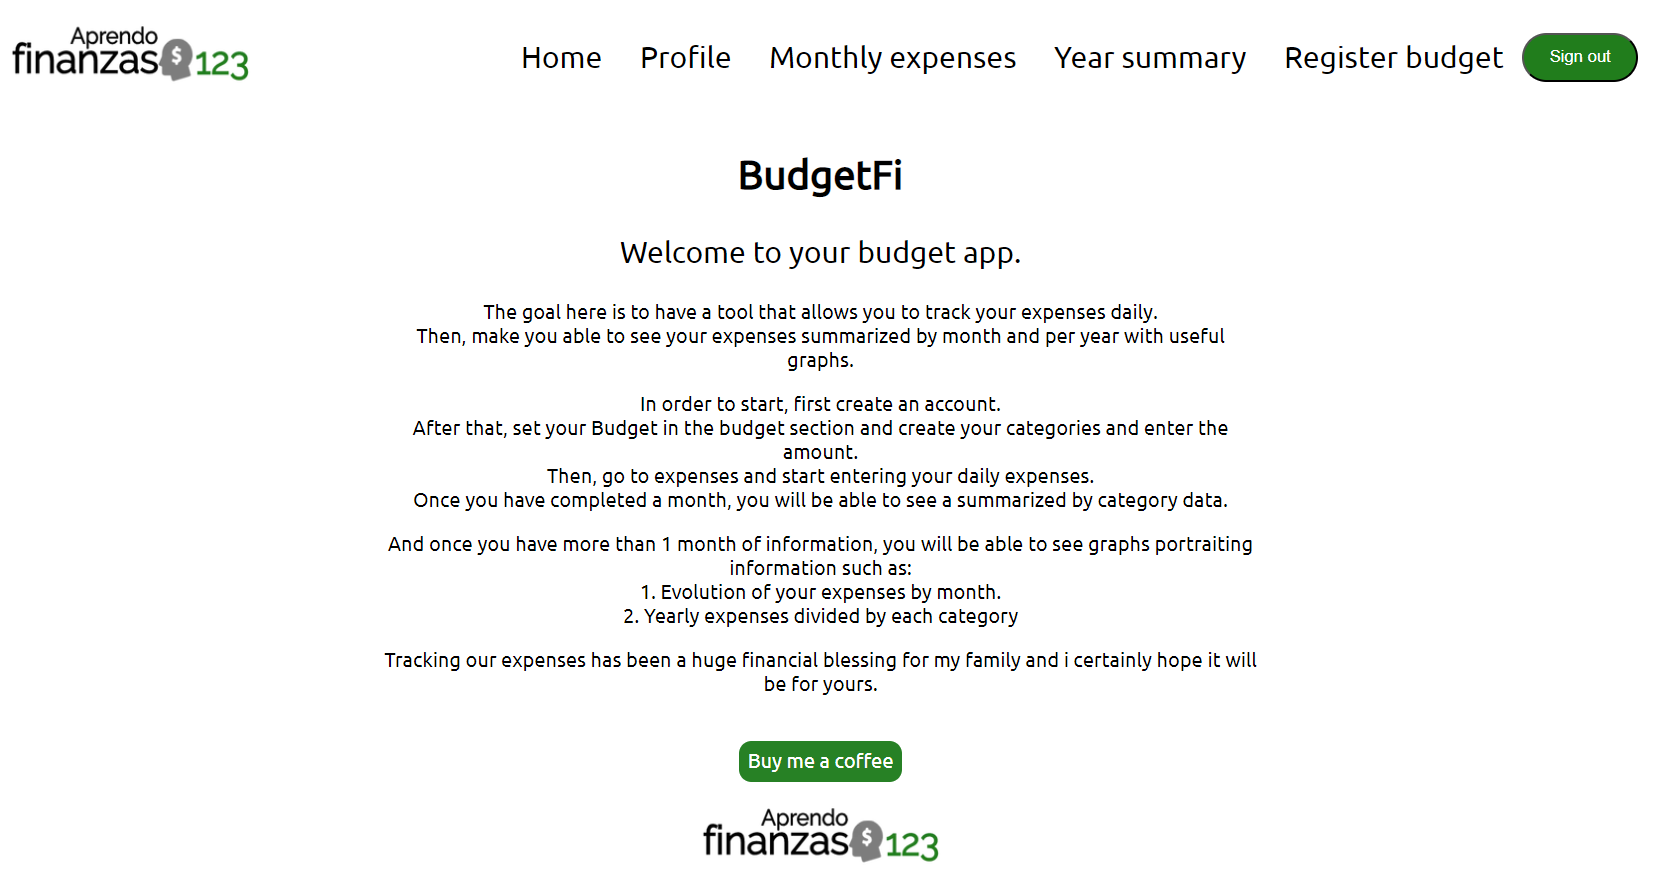 Aprendo
finanzas $ 123
Home Profile Monthly expenses Year summary Register budget Sign out
BudgetFi
Welcome to your budget app.
The goal here is to have a tool that allows you to track your expenses daily.
Then, make you able to see your expenses summarized by month and per year with useful
graphs.
In order to start, first create an account.
After that, set your Budget in the budget section and create your categories and enter the
amount.
Then, go to expenses and start entering your daily expenses.
Once you have completed a month, you will be able to see a summarized by category data.
And once you have more than 1 month of information, you will be able to see graphs portraiting
information such as:
1. Evolution of your expenses by month.
2. Yearly expenses divided by each category
Tracking our expenses has been a huge financial blessing for my family and i certainly hope it will
be for yours.
Buy me a coffee
Aprendo
finanzas $ 123